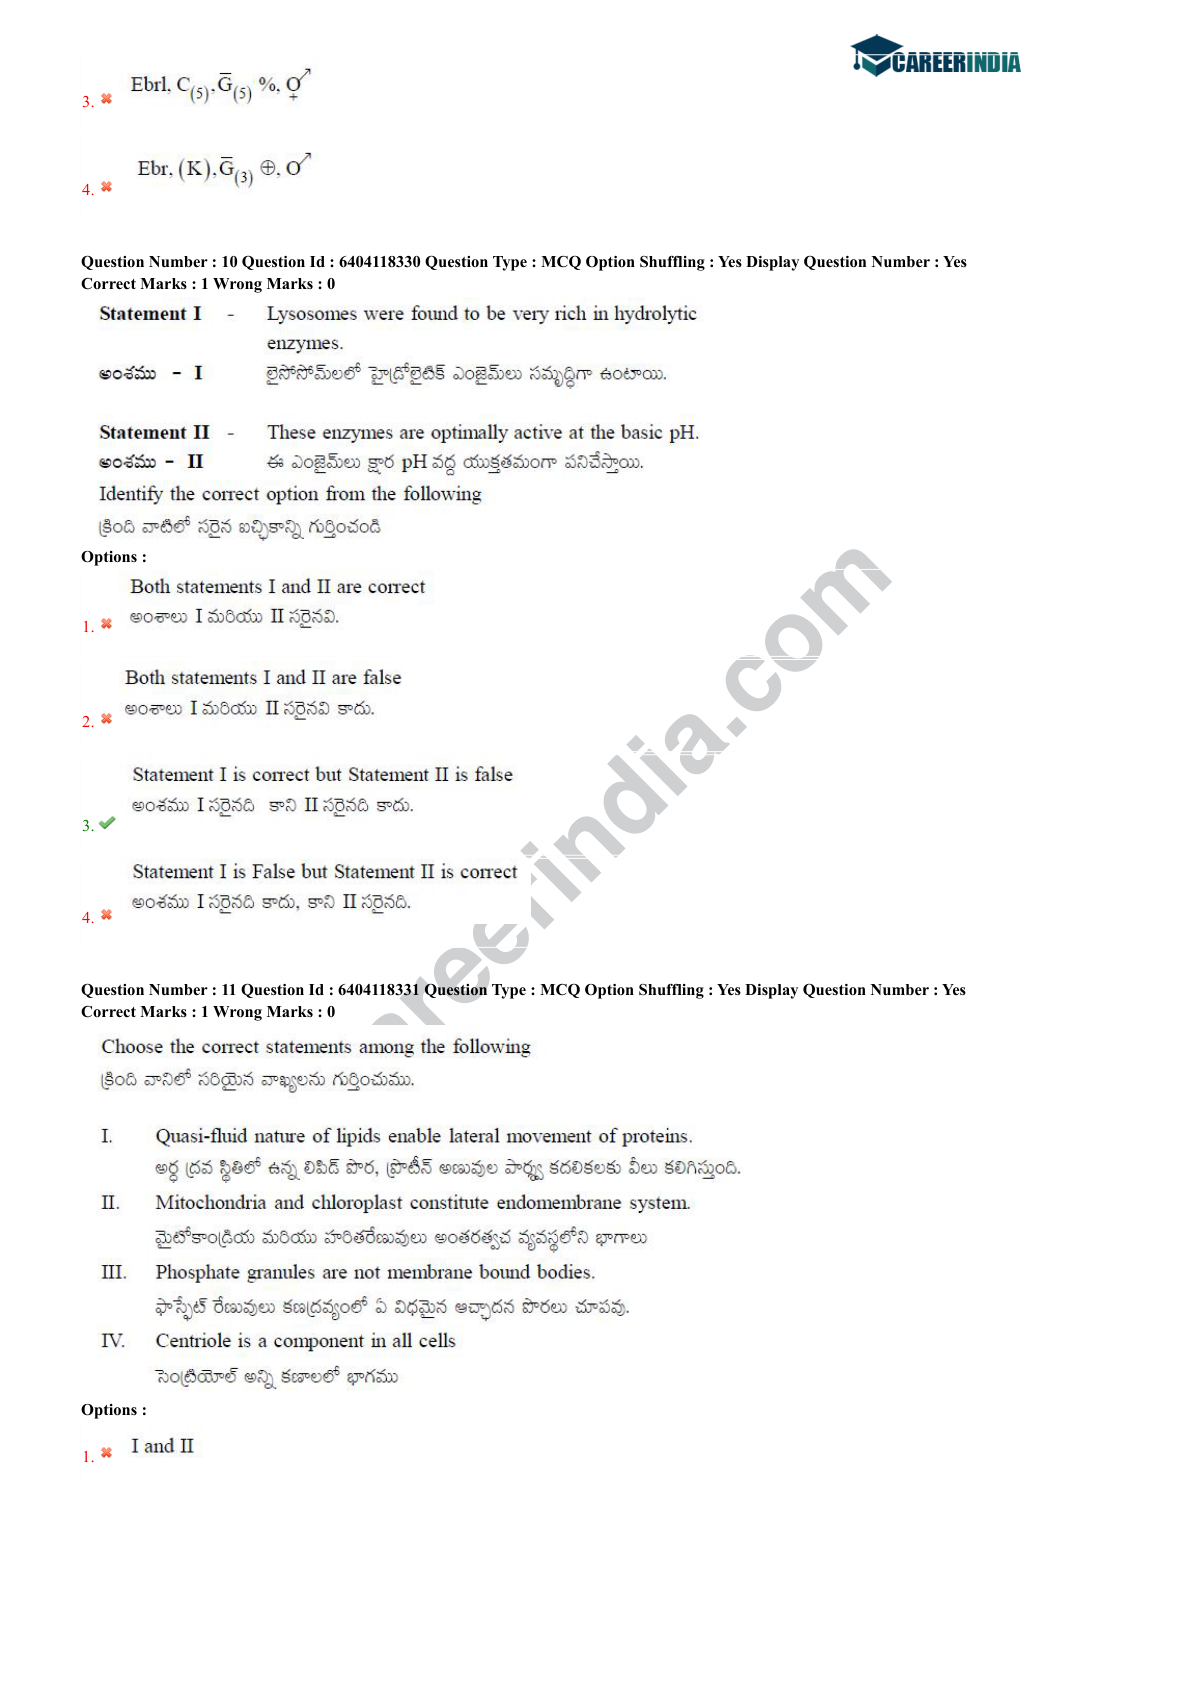 CAREERINDIA
Ebrl, C(5),G̅(5) %, ⚥
3.
Ebr, (K),G̅(3) ⊕, ♂
4.
Question Number : 10 Question Id : 6404118330 Question Type : MCQ Option Shuffling : Yes Display Question Number : Yes
Correct Marks : 1 Wrong Marks : 0
Statement I - Lysosomes were found to be very rich in hydrolytic
enzymes.
అంశము - I లైసోసోమ్‌లలో హైడ్రోలైటిక్ ఎంజైమ్‌లు సమృద్ధిగా ఉంటాయి.
Statement II - These enzymes are optimally active at the basic pH.
అంశము - II ఈ ఎంజైమ్‌లు క్షార pH వద్ద యుక్తతమంగా పనిచేస్తాయి.
Identify the correct option from the following
క్రింది వాటిలో సరైన ఐచ్ఛికాన్ని గుర్తించండి
Options :
Both statements I and II are correct
అంశాలు I మరియు II సరైనవి.
1.
Both statements I and II are false
అంశాలు I మరియు II సరైనవి కాదు.
2.
Statement I is correct but Statement II is false
అంశము I సరైనది కాని II సరైనది కాదు.
3.
Statement I is False but Statement II is correct
అంశము I సరైనది కాదు, కాని II సరైనది.
4.
Question Number : 11 Question Id : 6404118331 Question Type : MCQ Option Shuffling : Yes Display Question Number : Yes
Correct Marks : 1 Wrong Marks : 0
Choose the correct statements among the following
క్రింది వానిలో సరియైన వాఖ్యలను గుర్తించుము.
I. Quasi-fluid nature of lipids enable lateral movement of proteins.
అర్ధ ద్రవ స్థితిలో ఉన్న లిపిడ్ పొర, ప్రొటీన్ అణువుల పార్శ్వ కదలికలకు వీలు కలిగిస్తుంది.
II. Mitochondria and chloroplast constitute endomembrane system.
మైటోకాండ్రియ మరియు హరితరేణువులు అంతరత్వచ వ్యవస్థలోని భాగాలు
III. Phosphate granules are not membrane bound bodies.
ఫాస్ఫేట్ రేణువులు కణద్రవ్యంలో ఏ విధమైన ఆచ్ఛాదన పొరలు చూపవు.
IV. Centriole is a component in all cells
సెంట్రియోల్ అన్ని కణాలలో భాగము
Options :
1. I and II
areerindia.com